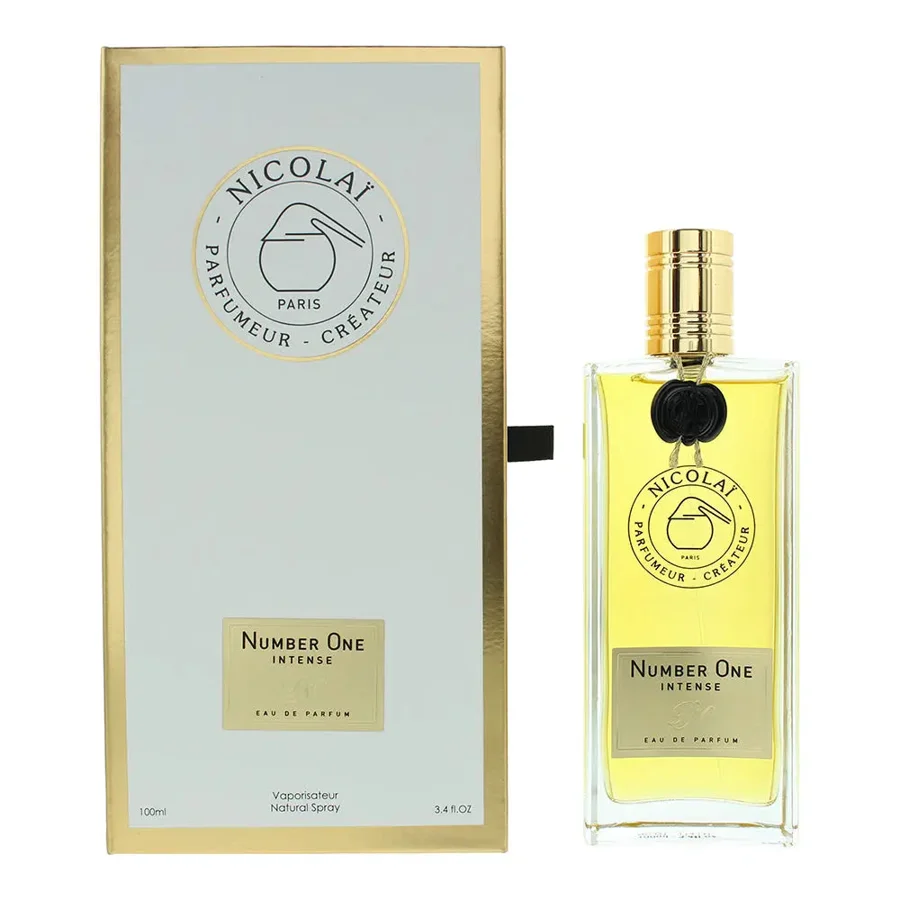 - NICOLAÏ -
PARIS
PARFUMEUR - CRÉATEUR
NUMBER ONE
INTENSE
EAU DE PARFUM
100ml
Vaporisateur
Natural Spray
3.4 fl.OZ
- NICOLAÏ -
PARIS
PARFUMEUR - CRÉATEUR
NUMBER ONE
INTENSE
EAU DE PARFUM